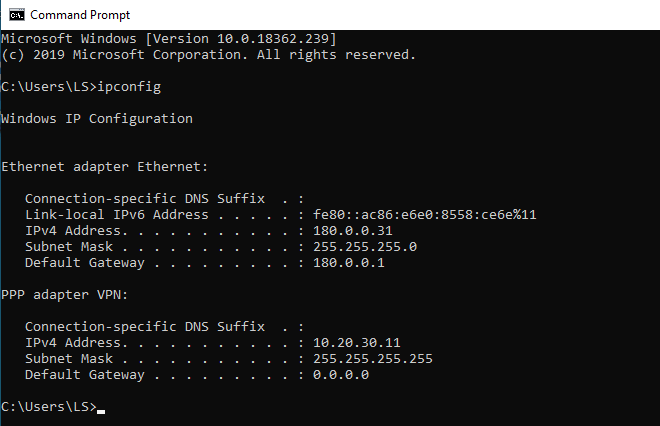 Command Prompt
Microsoft Windows [Version 10.0.18362.239]
(c) 2019 Microsoft Corporation. All rights reserved.
C:\Users\LS>ipconfig
Windows IP Configuration
Ethernet adapter Ethernet:
   Connection-specific DNS Suffix  . :
   Link-local IPv6 Address . . . . . : fe80::ac86:e6e0:8558:ce6e%11
   IPv4 Address. . . . . . . . . . . : 180.0.0.31
   Subnet Mask . . . . . . . . . . . : 255.255.255.0
   Default Gateway . . . . . . . . . : 180.0.0.1
PPP adapter VPN:
   Connection-specific DNS Suffix  . :
   IPv4 Address. . . . . . . . . . . : 10.20.30.11
   Subnet Mask . . . . . . . . . . . : 255.255.255.255
   Default Gateway . . . . . . . . . : 0.0.0.0
C:\Users\LS>